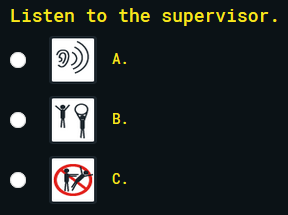 Listen to the supervisor.
A.
B.
C.